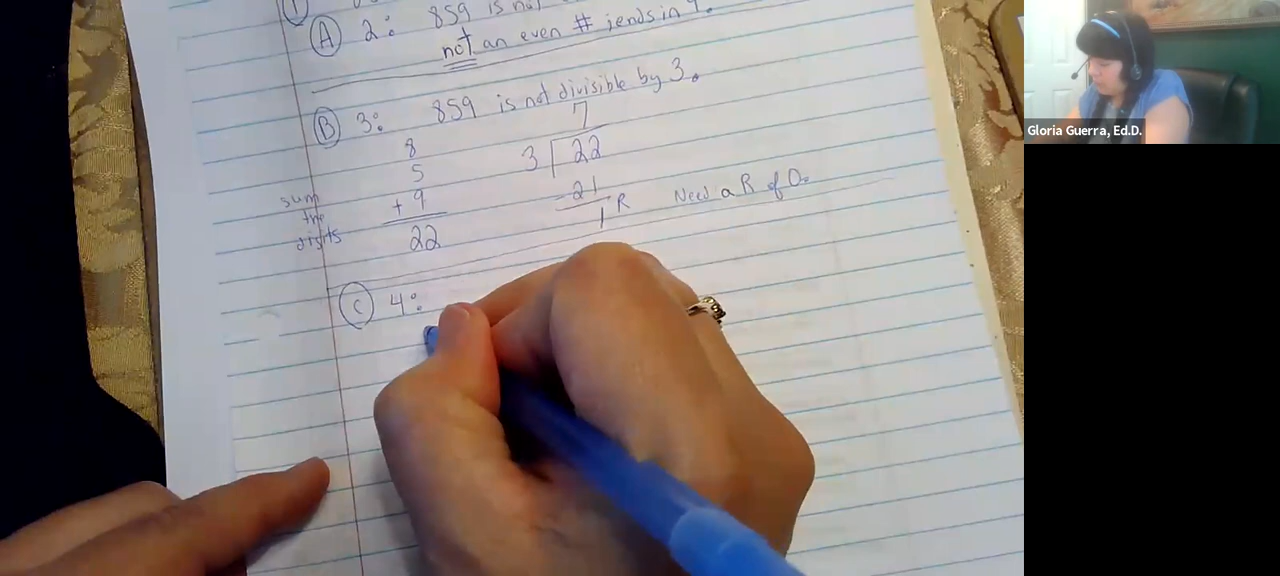 A 2: 859 is not
not an even # ; ends in 9.
B 3: 859 is not divisible by 3.
8
5
+ 9
22
sum
the
digits
7
3 22
- 21
1 R
Need a R of 0.
C 4:
Gloria Guerra, Ed.D.